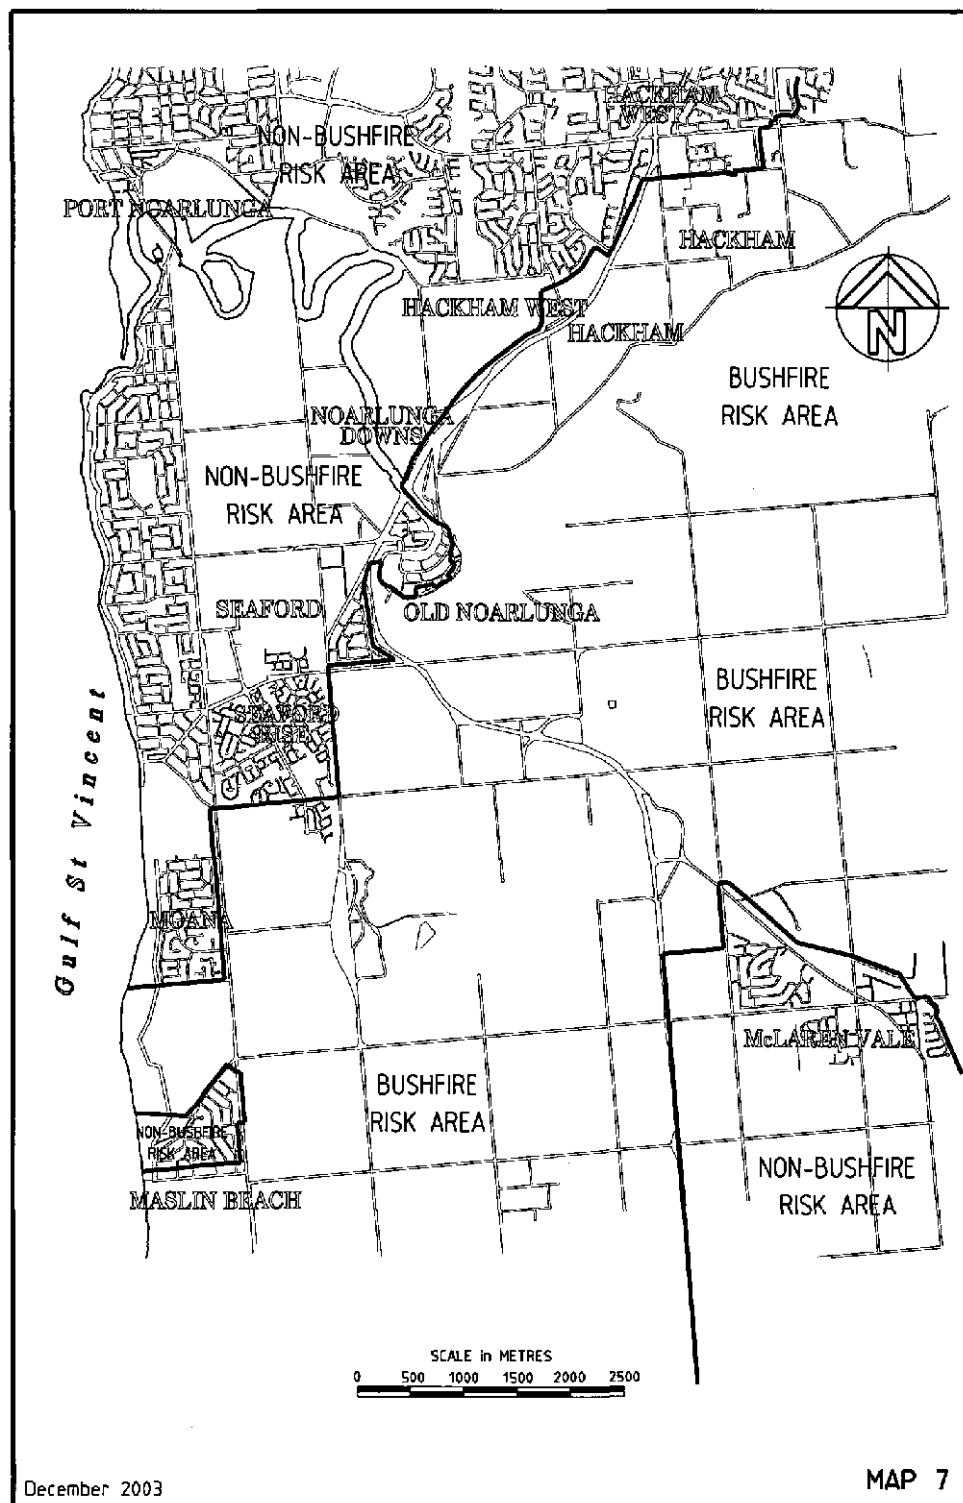 HACKHAM
WEST
NON-BUSHFIRE
RISK AREA
PORT NOARLUNGA
HACKHAM
HACKHAM WEST
HACKHAM
N
BUSHFIRE
RISK AREA
NOARLUNGA
DOWNS
NON-BUSHFIRE
RISK AREA
SEAFORD
OLD NOARLUNGA
BUSHFIRE
RISK AREA
SEAFORD
RISE
Gulf St Vincent
MOANA
McLAREN VALE
BUSHFIRE
RISK AREA
NON-BUSHFIRE
RISK AREA
NON-BUSHFIRE
RISK AREA
MASLIN BEACH
SCALE in METRES
0 500 1000 1500 2000 2500
December 2003
MAP 7